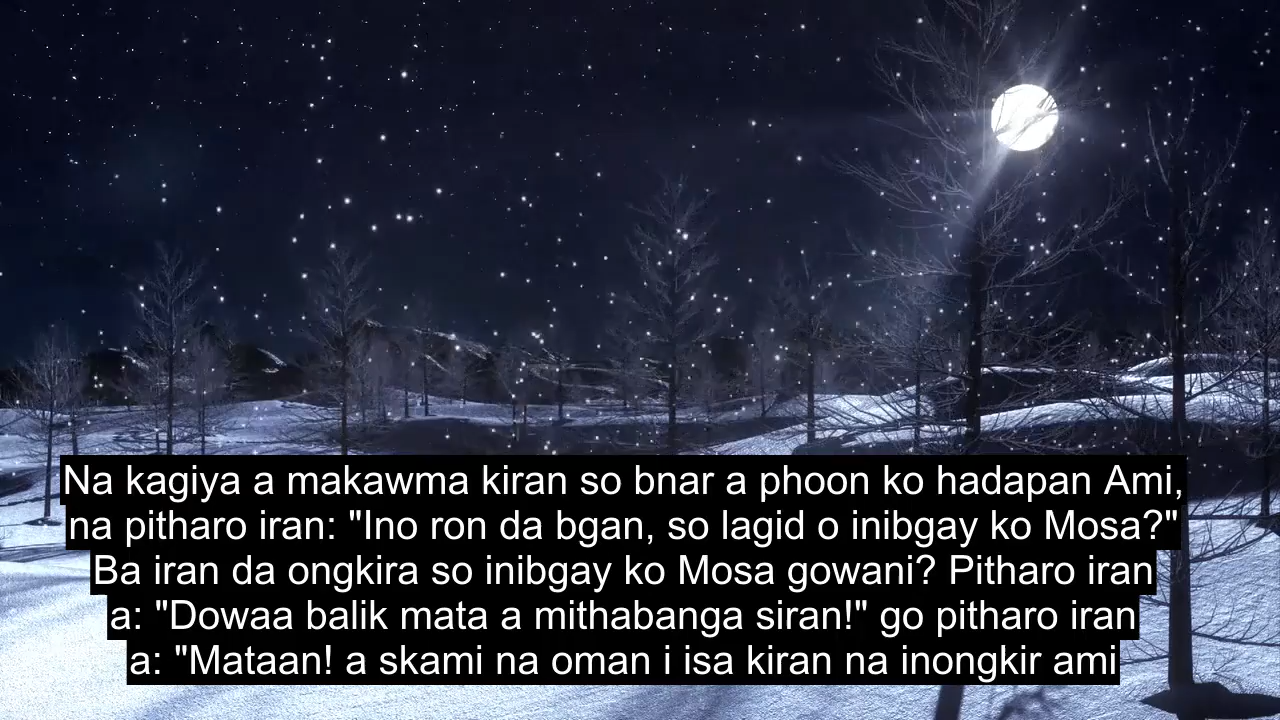 Na kagiya a makawma kiran so bnar a phoon ko hadapan Ami,
na pitharo iran: "Ino ron da bgan, so lagid o inibgay ko Mosa?"
Ba iran da ongkira so inibgay ko Mosa gowani? Pitharo iran
a: "Dowaa balik mata a mithabanga siran!" go pitharo iran
a: "Mataan! a skami na oman i isa kiran na inongkir ami